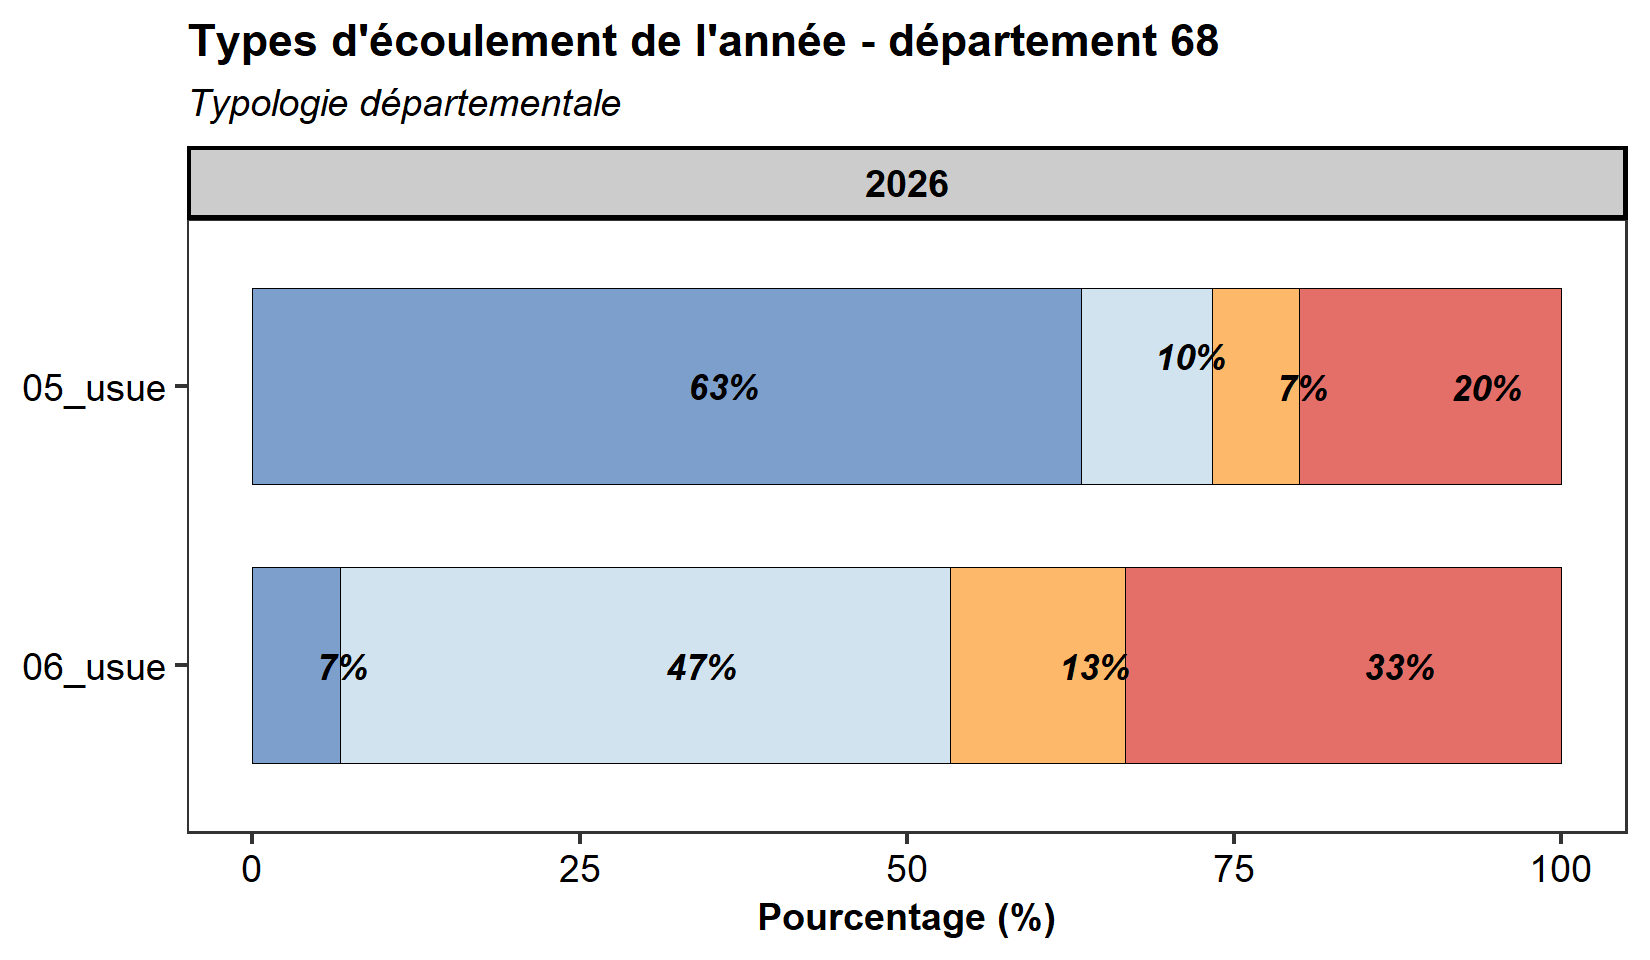 Types d'écoulement de l'année - département 68
Typologie départementale
2026
05_usue
63%
10%
7%
20%
06_usue
7%
47%
13%
33%
0 25 50 75 100
Pourcentage (%)